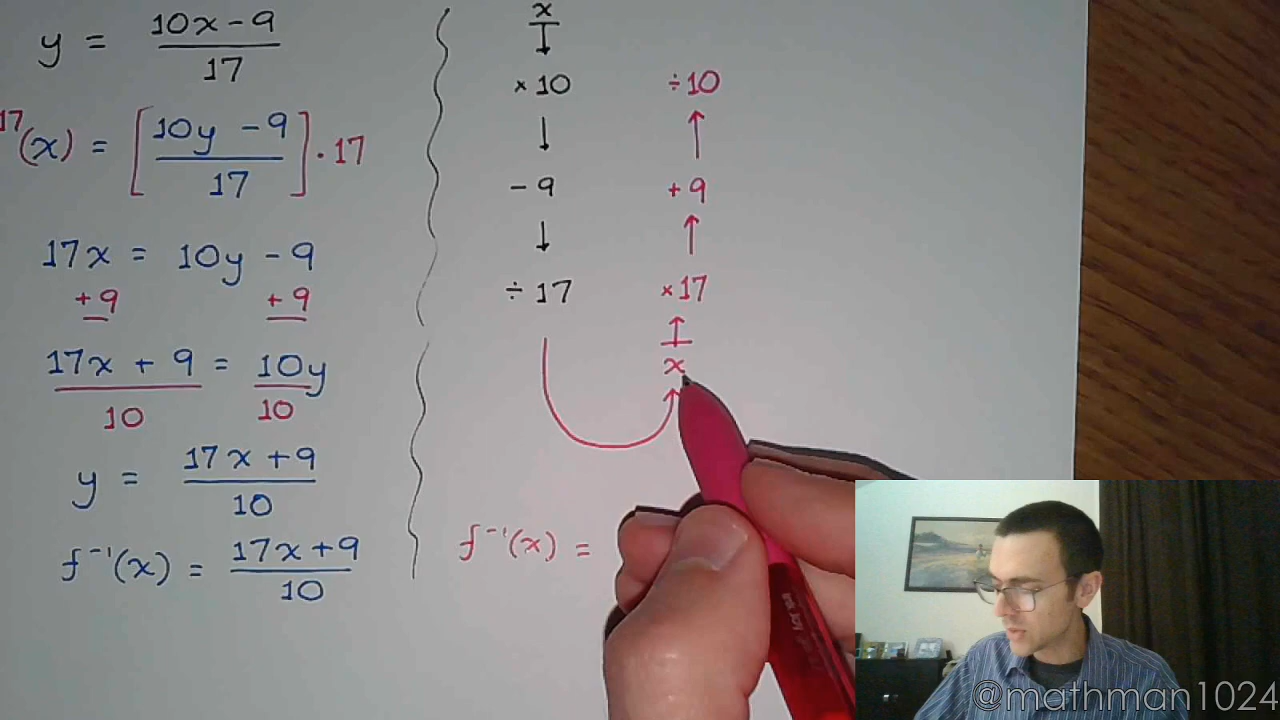 y = 10x - 9
17
17(x) = [10y - 9] · 17
17
17x = 10y - 9
+9 +9
17x + 9 = 10y
10 10
y = 17x + 9
10
f⁻¹(x) = 17x + 9
10
x
×10
- 9
÷ 17
÷10
+ 9
×17
x
f⁻¹(x) =
@mathman1024